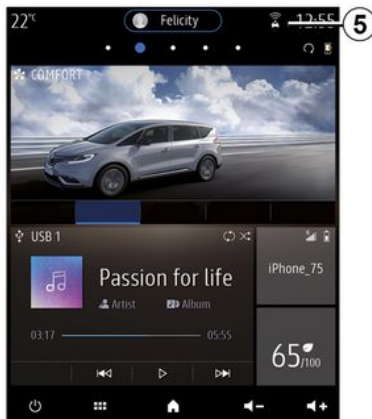 22°C
Felicity
12:55
5
COMFORT
USB 1
Passion for life
Artist
Album
03:17
05:55
iPhone_75
65/100